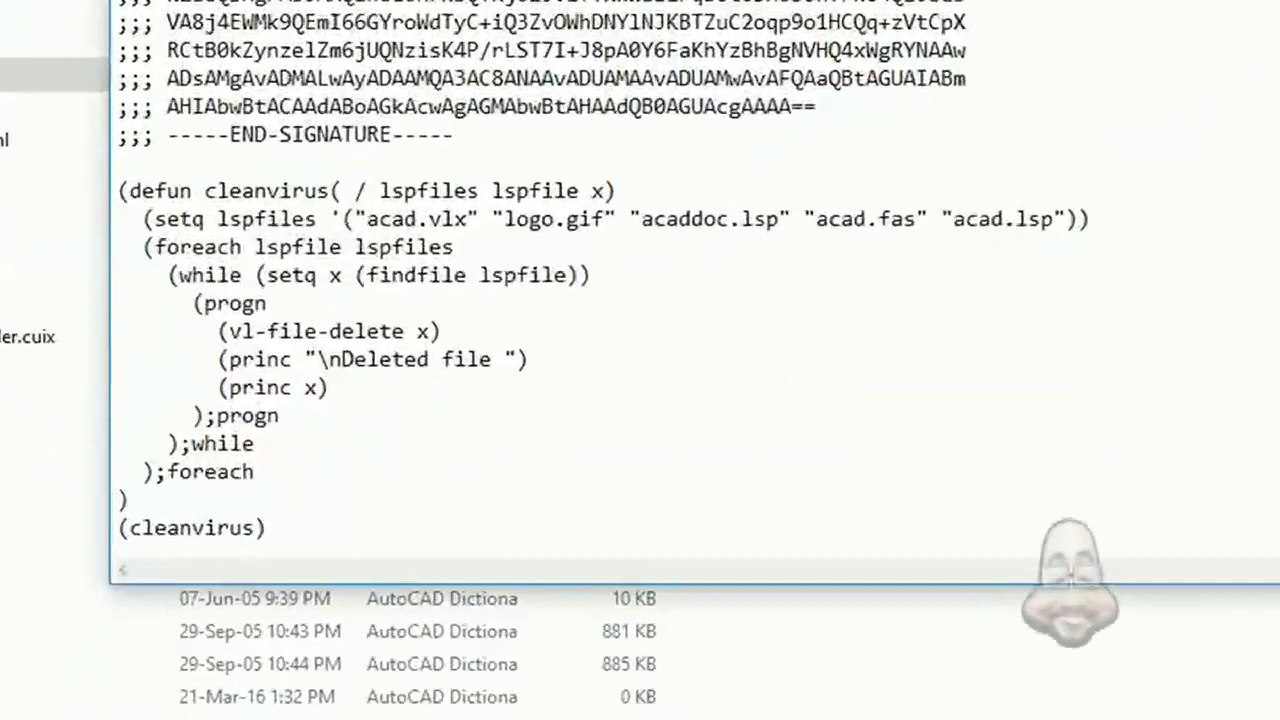 ;;; VA8j4EWMk9QEmI66GYroWdTyC+iQ3ZvOWhDNYlNJKBTZuC2oqp9o1HCQq+zVtCpX
;;; RCtB0kZynzelZm6jUQNzisK4P/rLST7I+J8pA0Y6FaKhYzBhBgNVHQ4xWgRYNAAw
;;; ADsAMgAvADMALwAyADAAMQA3AC8ANAAvADUAMAAvADUAMwAvAFQAaQBtAGUAIABm
;;; AHIAbwBtACAAdABoAGkAcwAgAGMAbwBtAHAAdQB0AGUAcgAAAA==
;;; -----END-SIGNATURE-----
(defun cleanvirus( / lspfiles lspfile x)
(setq lspfiles '("acad.vlx" "logo.gif" "acaddoc.lsp" "acad.fas" "acad.lsp"))
(foreach lspfile lspfiles
(while (setq x (findfile lspfile))
(progn
(vl-file-delete x)
(princ "\nDeleted file ")
(princ x)
);progn
);while
);foreach
)
(cleanvirus)
ler.cuix
07-Jun-05 9:39 PM AutoCAD Dictiona 10 KB
29-Sep-05 10:43 PM AutoCAD Dictiona 881 KB
29-Sep-05 10:44 PM AutoCAD Dictiona 885 KB
21-Mar-16 1:32 PM AutoCAD Dictiona 0 KB